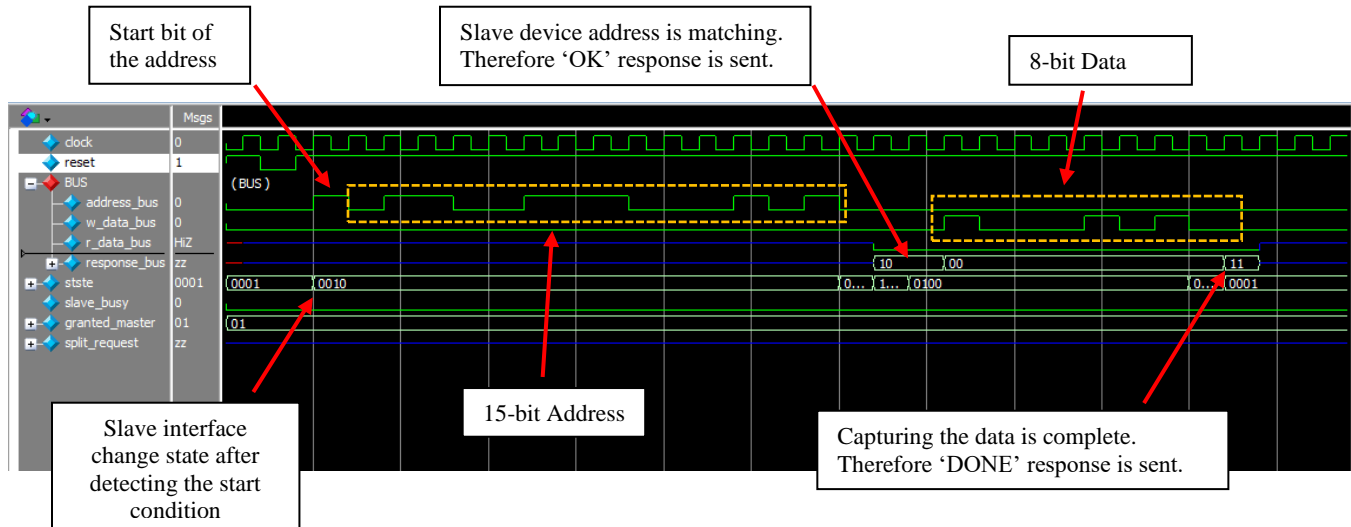 Start bit of
the address
Slave device address is matching.
Therefore ‘OK’ response is sent.
8-bit Data
Msgs
clock 0
reset 1
BUS (BUS)
address_bus 0
w_data_bus 0
r_data_bus HiZ
response_bus zz 10 00 11
stste 0001 0001 0010 0... 1... 0100 0... 0001
slave_busy 0
granted_master 01 01
split_request zz
15-bit Address
Slave interface
change state after
detecting the start
condition
Capturing the data is complete.
Therefore ‘DONE’ response is sent.